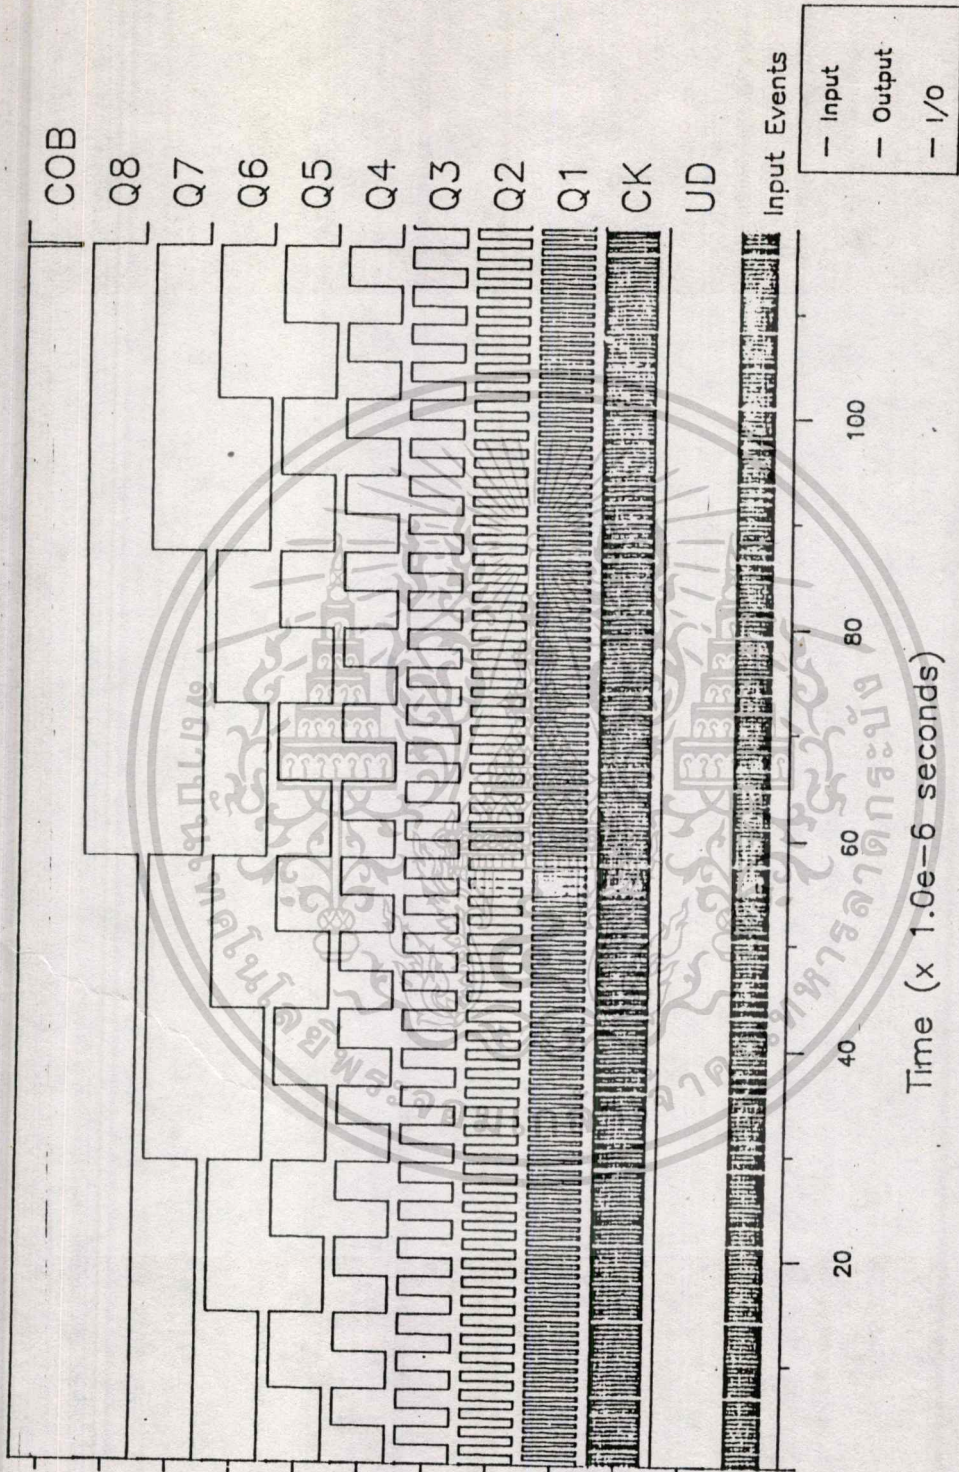 COB
Q8
Q7
Q6
Q5
Q4
Q3
Q2
Q1
CK
UD
Input Events
20
40
60
80
100
Time (x 1.0e-6 seconds)
— Input
— Output
— I/O